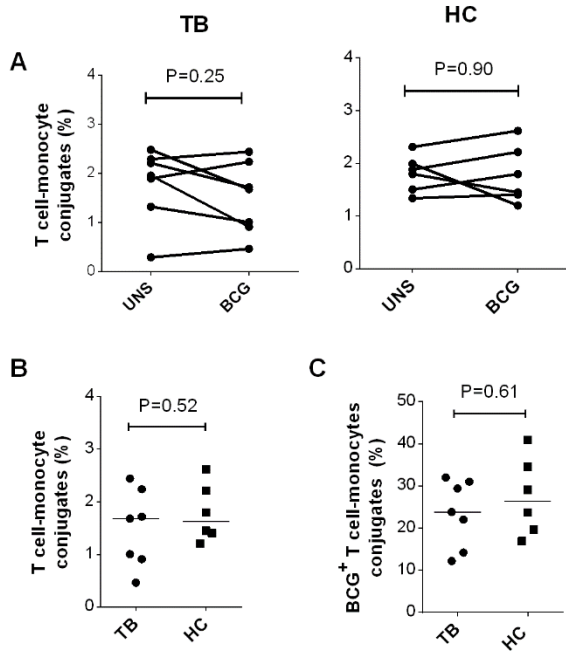 TB
HC
A
P=0.25
P=0.90
T cell-monocyte
conjugates (%)
4
3
2
1
0
UNS
BCG
4
3
2
1
0
UNS
BCG
B
C
P=0.52
P=0.61
T cell-monocyte
conjugates (%)
4
3
2
1
0
TB
HC
BCG+ T cell-monocytes
conjugates (%)
50
40
30
20
10
0
TB
HC